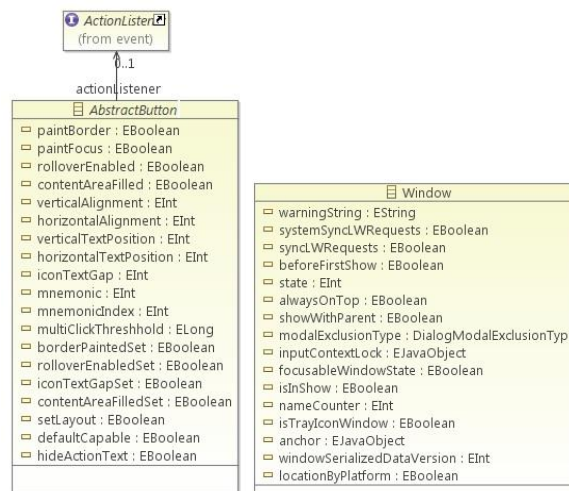 ActionListener
(from event)
0..1
actionListener
AbstractButton
paintBorder : EBoolean
paintFocus : EBoolean
rolloverEnabled : EBoolean
contentAreaFilled : EBoolean
verticalAlignment : EInt
horizontalAlignment : EInt
verticalTextPosition : EInt
horizontalTextPosition : EInt
iconTextGap : EInt
mnemonic : EInt
mnemonicIndex : EInt
multiClickThreshhold : ELong
borderPaintedSet : EBoolean
rolloverEnabledSet : EBoolean
iconTextGapSet : EBoolean
contentAreaFilledSet : EBoolean
setLayout : EBoolean
defaultCapable : EBoolean
hideActionText : EBoolean
Window
warningString : EString
systemSyncLWRequests : EBoolean
syncLWRequests : EBoolean
beforeFirstShow : EBoolean
state : EInt
alwaysOnTop : EBoolean
showWithParent : EBoolean
modalExclusionType : DialogModalExclusionTyp
inputContextLock : EJavaObject
focusableWindowState : EBoolean
isInShow : EBoolean
nameCounter : EInt
isTrayIconWindow : EBoolean
anchor : EJavaObject
windowSerializedDataVersion : EInt
locationByPlatform : EBoolean